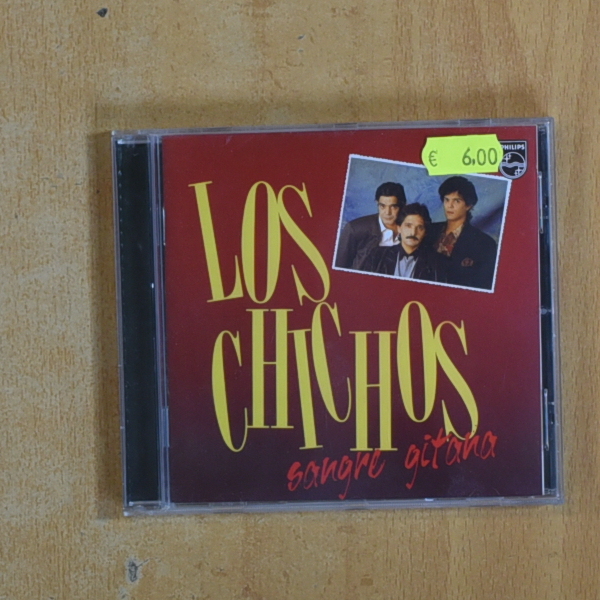 € 6,00
PHILIPS
LOS
CHICHOS
sangre gitana